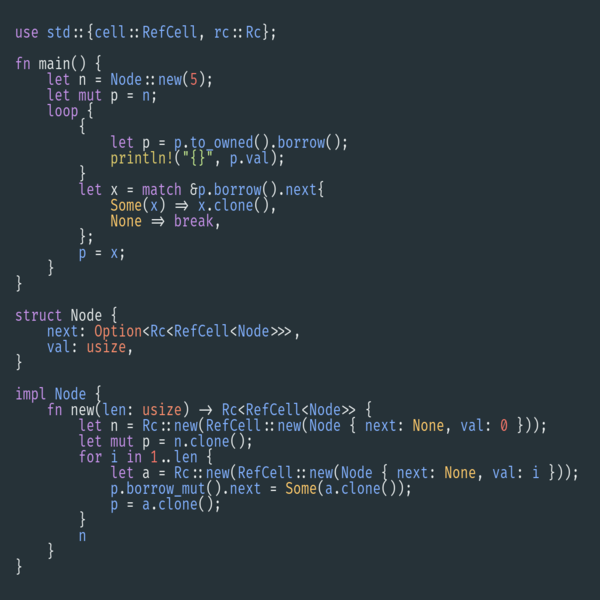 use std::{cell::RefCell, rc::Rc};

fn main() {
    let n = Node::new(5);
    let mut p = n;
    loop {
        {
            let p = p.to_owned().borrow();
            println!("{}", p.val);
        }
        let x = match &p.borrow().next{
            Some(x) => x.clone(),
            None => break,
        };
        p = x;
    }
}

struct Node {
    next: Option<Rc<RefCell<Node>>>,
    val: usize,
}

impl Node {
    fn new(len: usize) -> Rc<RefCell<Node>> {
        let n = Rc::new(RefCell::new(Node { next: None, val: 0 }));
        let mut p = n.clone();
        for i in 1..len {
            let a = Rc::new(RefCell::new(Node { next: None, val: i }));
            p.borrow_mut().next = Some(a.clone());
            p = a.clone();
        }
        n
    }
}